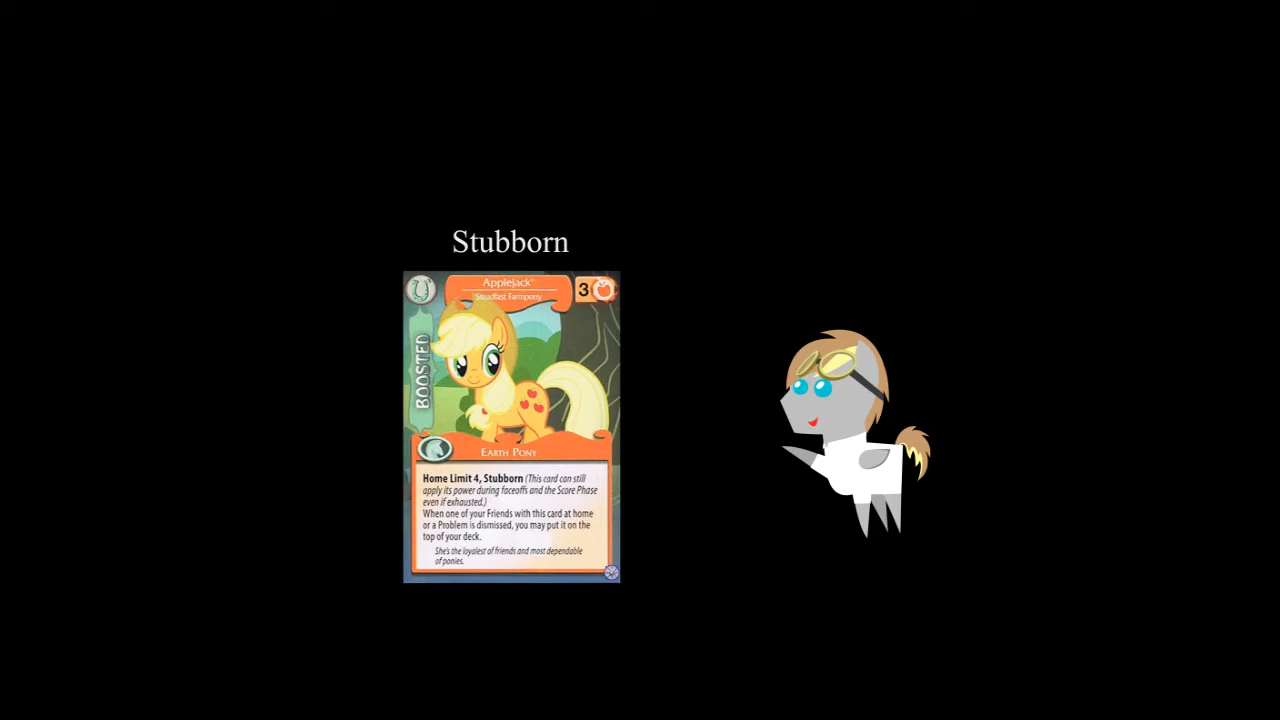 Stubborn
Applejack™
Steadfast Farmpony
3
BOOSTED
Earth Pony
Home Limit 4, Stubborn (This card can still
apply its power during faceoffs and the Score Phase
even if exhausted.)
When one of your Friends with this card at home
or a Problem is dismissed, you may put it on the
top of your deck.
She's the loyalest of friends and most dependable
of ponies.